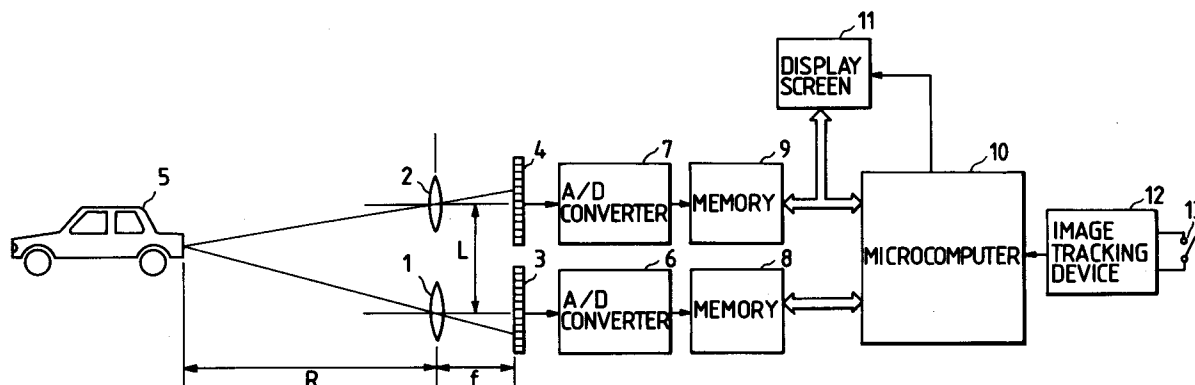 11
DISPLAY
SCREEN
5
2
4
7
A/D
CONVERTER
9
MEMORY
10
MICROCOMPUTER
12
IMAGE
TRACKING
DEVICE
13
L
1
3
6
A/D
CONVERTER
8
MEMORY
R
f